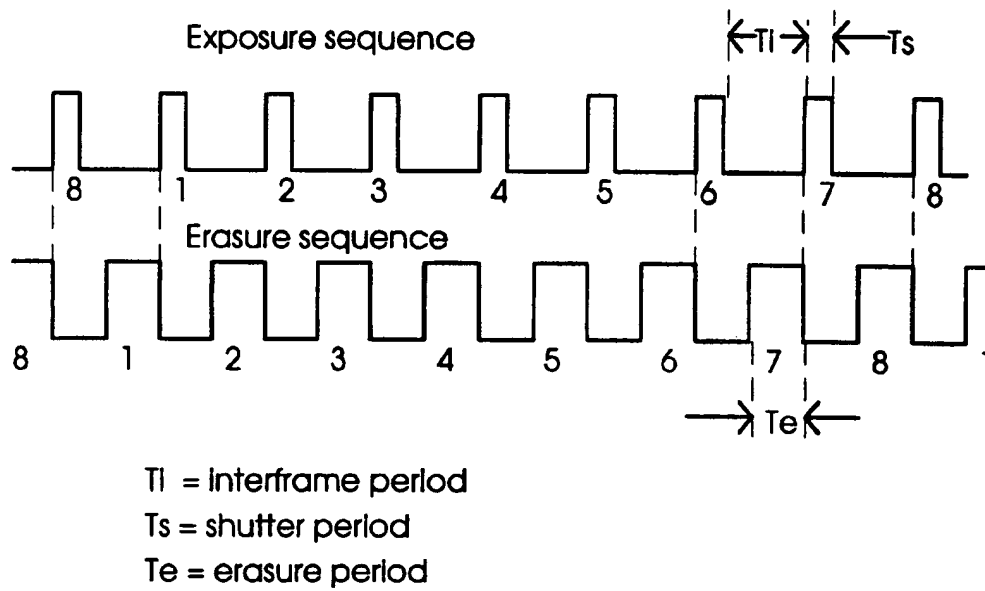 Exposure sequence
Ti Ts
8 1 2 3 4 5 6 7 8
Erasure sequence
8 1 2 3 4 5 6 7 8
Te
Ti = interframe period
Ts = shutter period
Te = erasure period